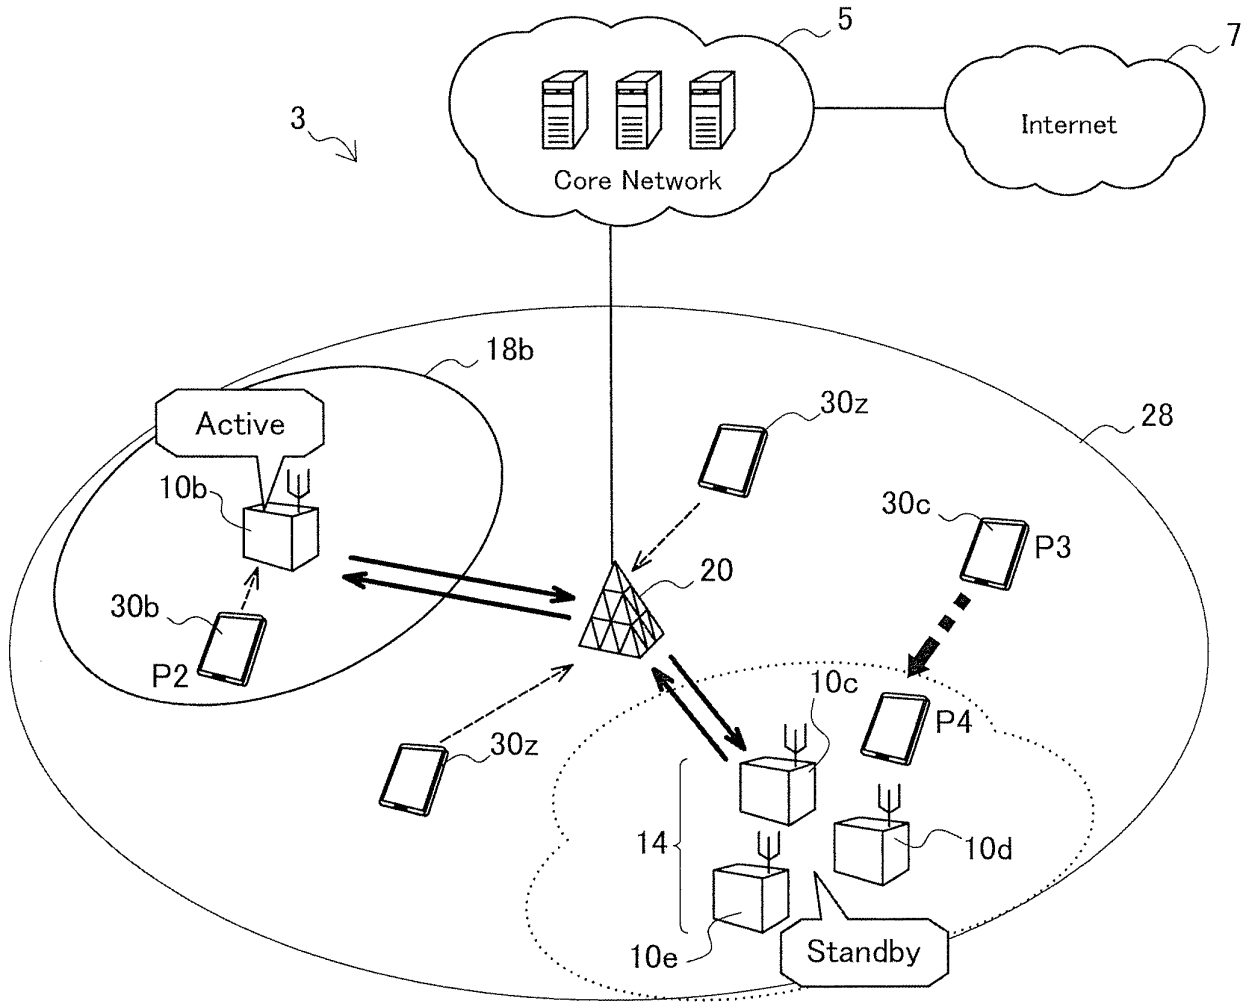 5
7
3
Internet
Core Network
18b
30z
28
Active
10b
30c
P3
20
30b
P2
10c
P4
30z
14
10d
10e
Standby